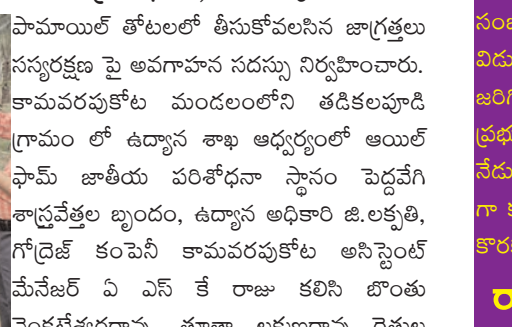 పామాయిల్ తోటలలో తీసుకోవలసిన జాగ్రత్తలు
సస్యరక్షణ పై అవగాహన సదస్సు నిర్వహించారు.
కామవరపుకోట మండలంలోని తడికలపూడి
గ్రామం లో ఉద్యాన శాఖ ఆధ్వర్యంలో ఆయిల్
ఫామ్ జాతీయ పరిశోధనా స్థానం పెద్దవేగి
శాస్త్రవేత్తల బృందం, ఉద్యాన అధికారి జి.లక్పతి,
గోద్రెజ్ కంపెనీ కామవరపుకోట అసిస్టెంట్
మేనేజర్ ఏ ఎస్ కే రాజు కలిసి బొంతు